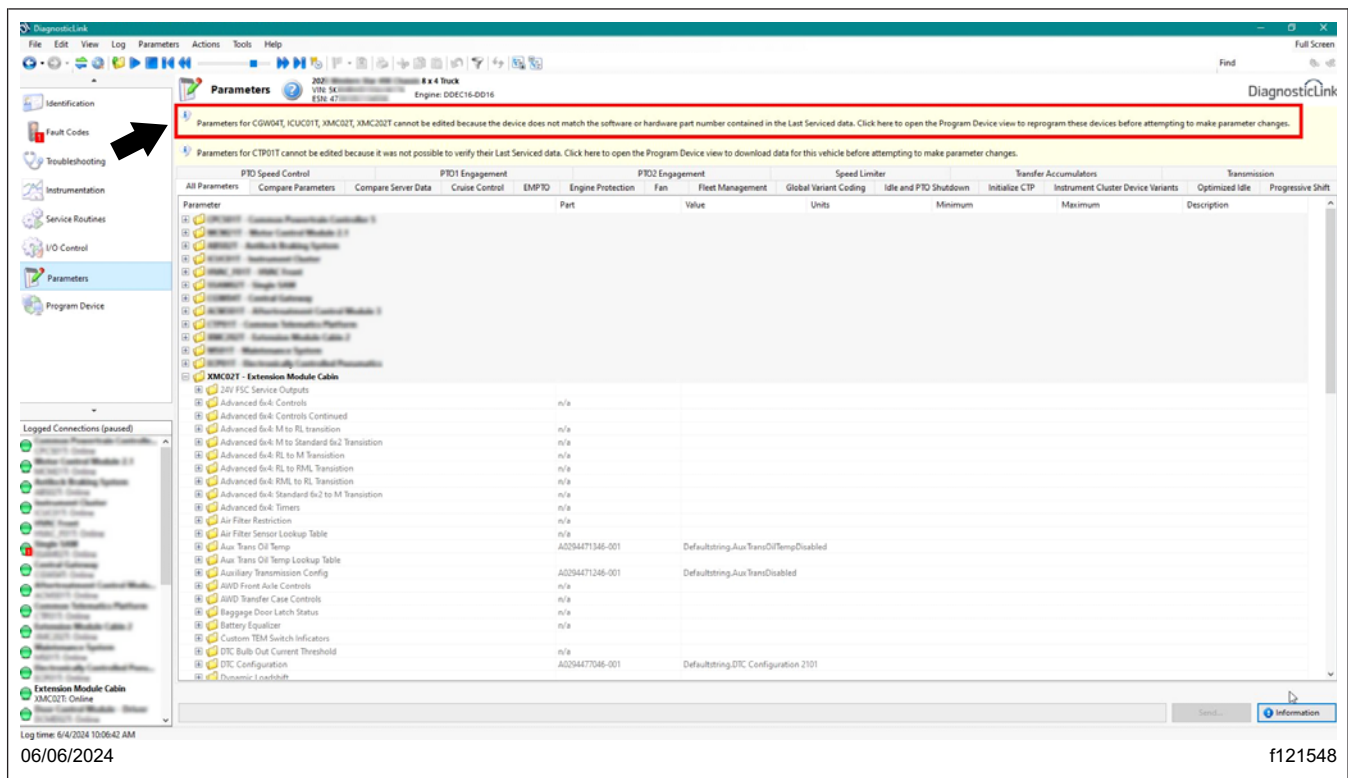 DiagnosticLink
File Edit View Log Parameters Actions Tools Help
Full Screen
Find
Parameters
202
8 x 4 Truck
VIN: 5K
ESN: 47
Engine: DDEC16-DD16
DiagnosticLink
Identification
Fault Codes
Troubleshooting
Instrumentation
Service Routines
I/O Control
Parameters
Program Device
Parameters for CGW04T, ICUC01T, XMC02T, XMC202T cannot be edited because the device does not match the software or hardware part number contained in the Last Serviced data. Click here to open the Program Device view to reprogram these devices before attempting to make parameter changes.
Parameters for CTP01T cannot be edited because it was not possible to verify their Last Serviced data. Click here to open the Program Device view to download data for this vehicle before attempting to make parameter changes.
PTO Speed Control PTO1 Engagement PTO2 Engagement Speed Limiter Transfer Accumulators Transmission
All Parameters Compare Parameters Compare Server Data Cruise Control EMPTO Engine Protection Fan Fleet Management Global Variant Coding Idle and PTO Shutdown Initialize CTP Instrument Cluster Device Variants Optimized Idle Progressive Shift
Parameter Part Value Units Minimum Maximum Description
XMC02T - Extension Module Cabin
24V FSC Service Outputs
Advanced 6x4: Controls n/a
Advanced 6x4: Controls Continued
Advanced 6x4: M to RL transition n/a
Advanced 6x4: M to Standard 6x2 Transistion n/a
Advanced 6x4: RL to M Transistion n/a
Advanced 6x4: RL to RML Transistion n/a
Advanced 6x4: RML to RL Transistion n/a
Advanced 6x4: Standard 6x2 to M Transistion n/a
Advanced 6x4: Timers n/a
Air Filter Restriction n/a
Air Filter Sensor Lookup Table n/a
Aux Trans Oil Temp A0294471346-001 Defaultstring.AuxTransOilTempDisabled
Aux Trans Oil Temp Lookup Table
Auxiliary Transmission Config A0294471246-001 Defaultstring.AuxTransDisabled
AWD Front Axle Controls n/a
AWD Transfer Case Controls n/a
Baggage Door Latch Status n/a
Battery Equalizer n/a
Custom TEM Switch Inficators
DTC Bulb Out Current Threshold n/a
DTC Configuration A0294477046-001 Defaultstring.DTC Configuration 2101
Dynamic Loadshift
Logged Connections (paused)
Extension Module Cabin
XMC02T: Online
Send...
Information
Log time: 6/4/2024 10:06:42 AM
06/06/2024
f121548